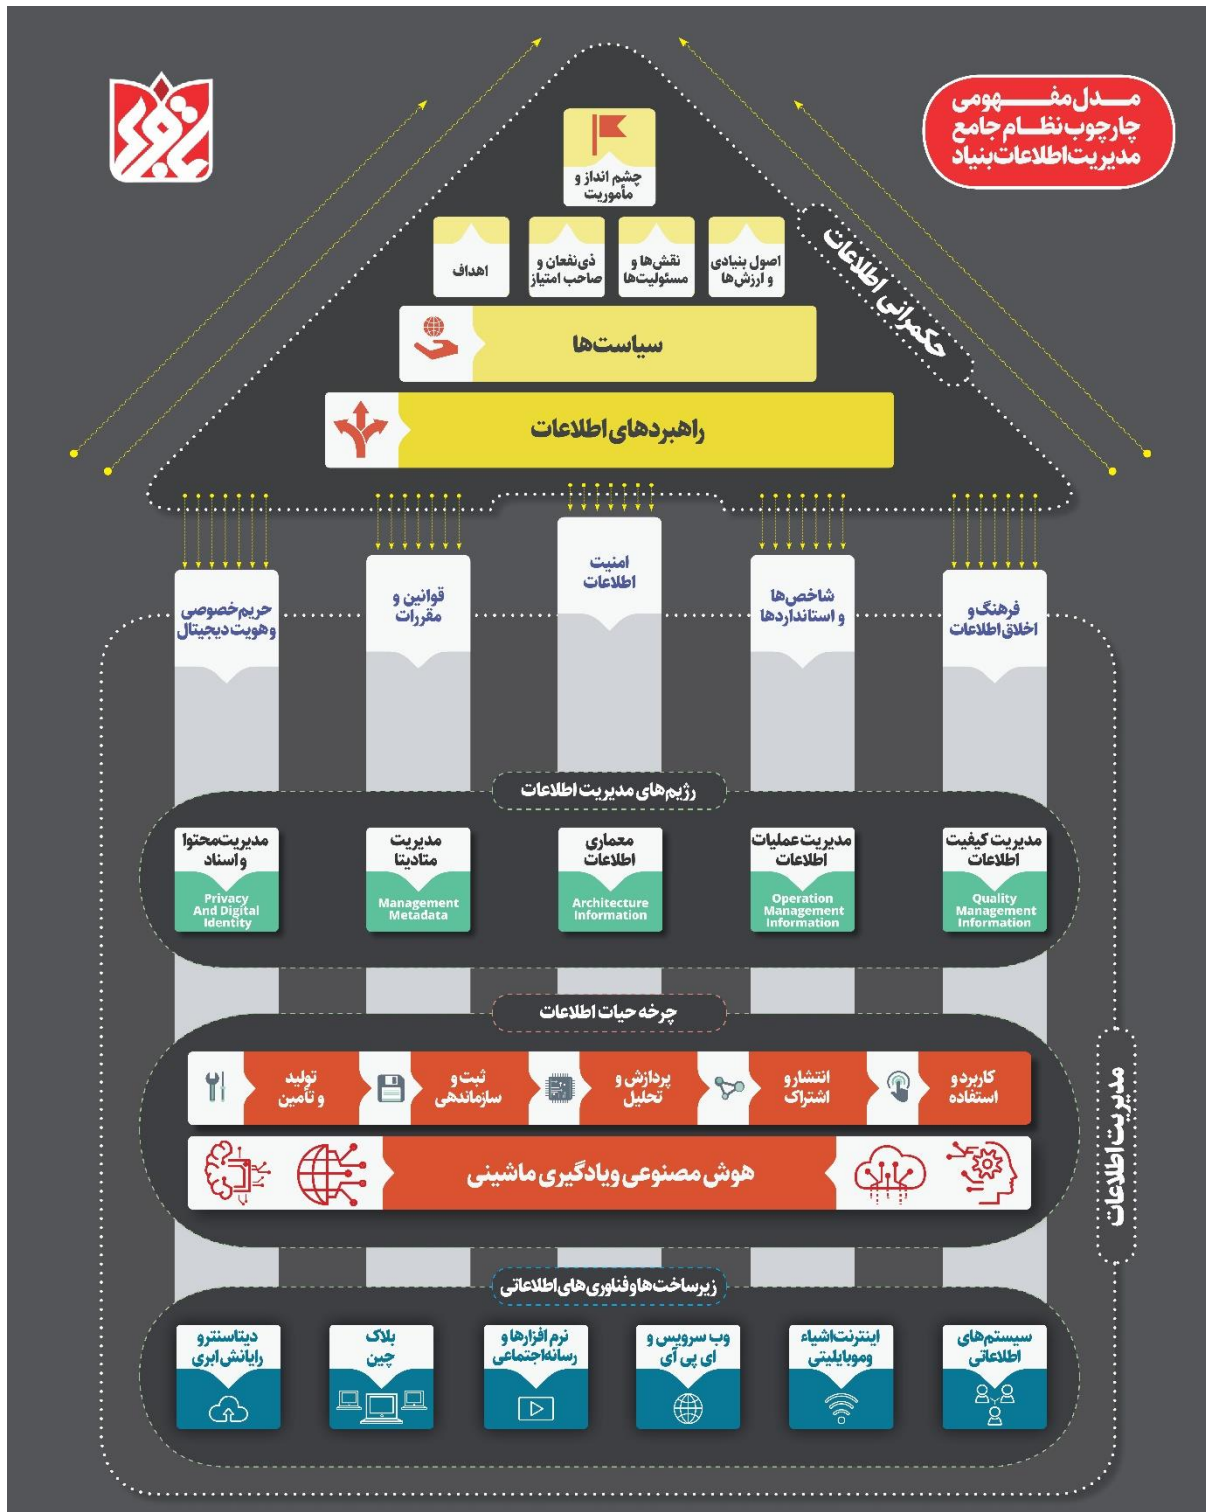 مدل مفهومی
چارچوب نظام جامع
مدیریت اطلاعات بنیاد
حکمرانی اطلاعات
چشم انداز و
مأموریت
اصول بنیادی
و ارزش‌ها
نقش‌ها و
مسئولیت‌ها
ذی‌نفعان و
صاحب امتیاز
اهداف
سیاست‌ها
راهبردهای اطلاعات
فرهنگ و
اخلاق اطلاعات
شاخص‌ها
و استانداردها
امنیت
اطلاعات
قوانین و
مقررات
حریم خصوصی
و هویت دیجیتال
مدیریت اطلاعات
رژیم‌های مدیریت اطلاعات
مدیریت کیفیت
اطلاعات
Quality
Management
Information
مدیریت عملیات
اطلاعات
Operation
Management
Information
معماری
اطلاعات
Architecture
Information
مدیریت
متادیتا
Management
Metadata
مدیریت محتوا
و اسناد
Privacy
And Digital
Identity
چرخه حیات اطلاعات
کاربرد و
استفاده
انتشار و
اشتراک
پردازش و
تحلیل
ثبت و
سازماندهی
تولید
و تأمین
هوش مصنوعی و یادگیری ماشینی
زیرساخت‌ها و فناوری‌های اطلاعاتی
سیستم‌های
اطلاعاتی
اینترنت اشیاء
و موبایلیتی
وب سرویس و
ای پی آی
نرم افزارها و
رسانه اجتماعی
بلاک
چین
دیتاسنتر و
رایانش ابری